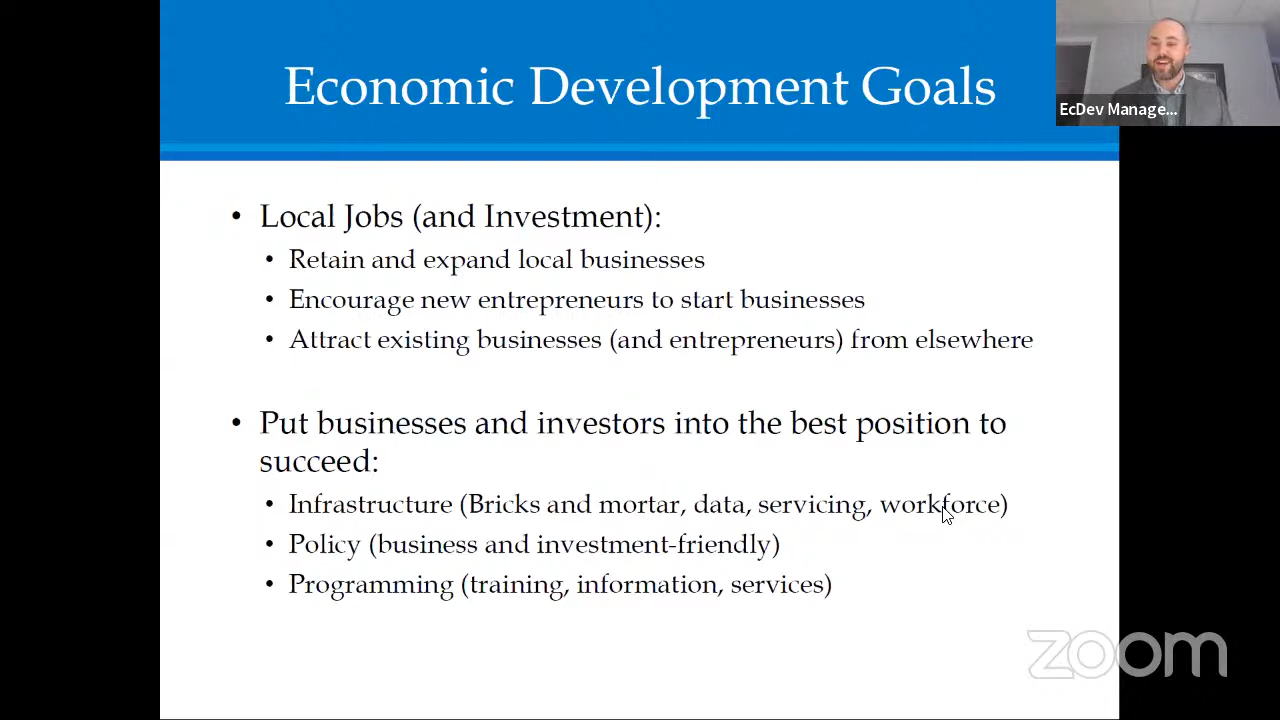 Economic Development Goals
EcDev Manage...
• Local Jobs (and Investment):
• Retain and expand local businesses
• Encourage new entrepreneurs to start businesses
• Attract existing businesses (and entrepreneurs) from elsewhere
• Put businesses and investors into the best position to
succeed:
• Infrastructure (Bricks and mortar, data, servicing, workforce)
• Policy (business and investment-friendly)
• Programming (training, information, services)
zoom